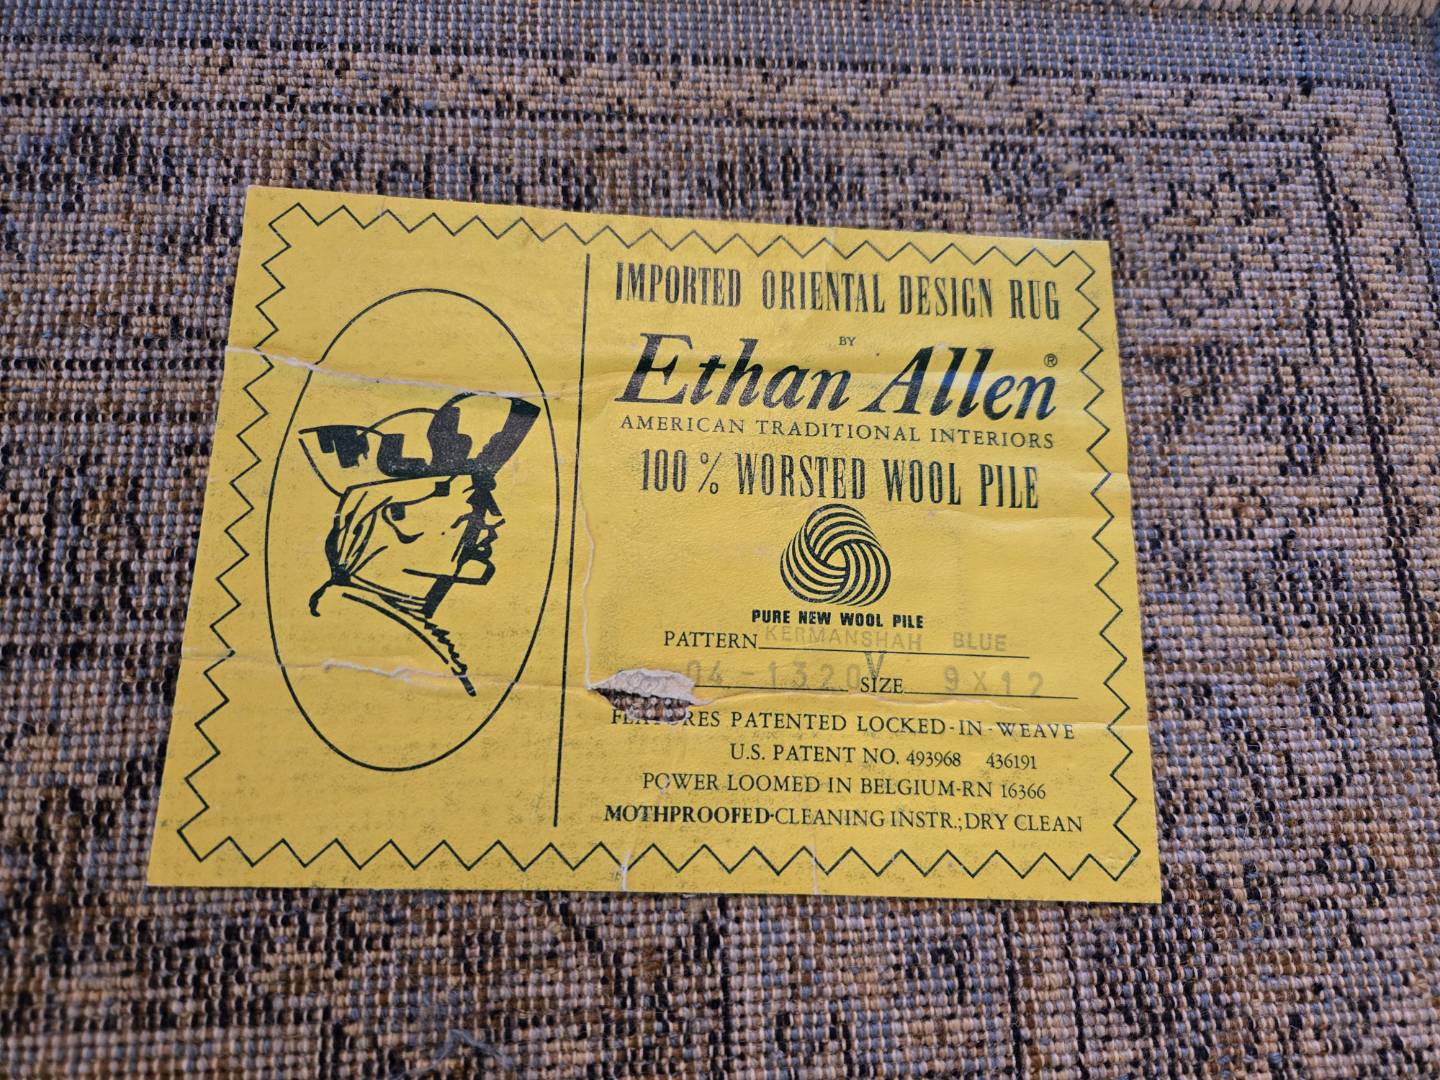 IMPORTED ORIENTAL DESIGN RUG
BY
Ethan Allen®
AMERICAN TRADITIONAL INTERIORS
100% WORSTED WOOL PILE
PURE NEW WOOL PILE
PATTERN KERMANSHAH BLUE
04-1320V SIZE 9X12
FEATURES PATENTED LOCKED-IN-WEAVE
U.S. PATENT NO. 493968 436191
POWER LOOMED IN BELGIUM-RN 16366
MOTHPROOFED·CLEANING INSTR.;DRY CLEAN